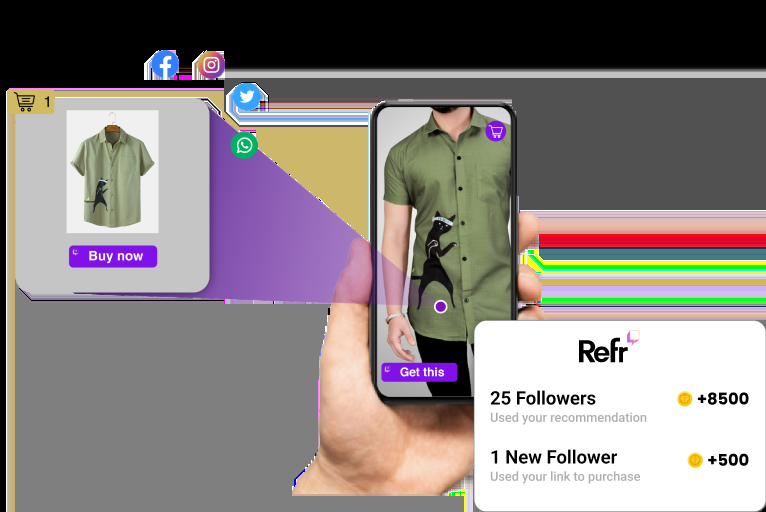 1
Buy now
Get this
Refr
25 Followers
+8500
Used your recommendation
1 New Follower
+500
Used your link to purchase